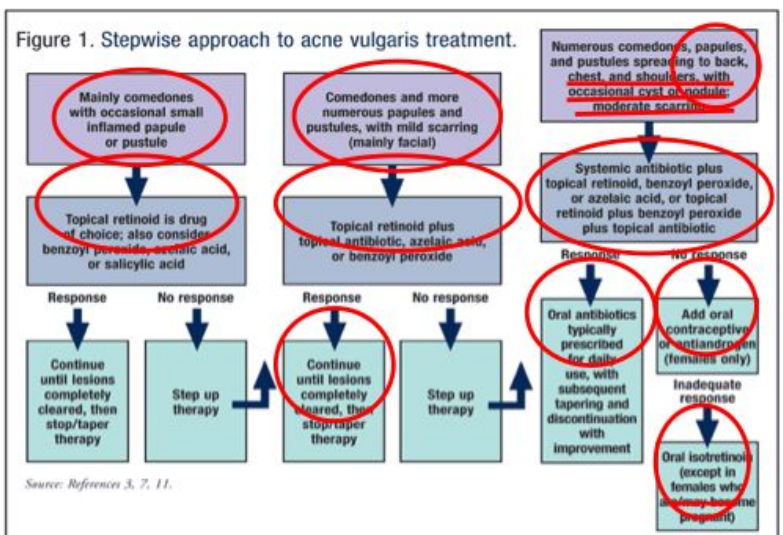 Figure 1. Stepwise approach to acne vulgaris treatment.
Mainly comedones
with occasional small
inflamed papule
or pustule
Topical retinoid is drug
of choice; also consider
benzoyl peroxide, azelaic acid,
or salicylic acid
Response
No response
Continue
until lesions
completely
cleared, then
stop/taper
therapy
Step up
therapy
Comedones and more
numerous papules and
pustules, with mild scarring
(mainly facial)
Topical retinoid plus
topical antibiotic, azelaic acid,
or benzoyl peroxide
Response
No response
Continue
until lesions
completely
cleared, then
stop/taper
therapy
Step up
therapy
Numerous comedones, papules,
and pustules spreading to back,
chest, and shoulders, with
occasional cyst or nodule;
moderate scarring
Systemic antibiotic plus
topical retinoid, benzoyl peroxide,
or azelaic acid, or topical
retinoid plus benzoyl peroxide
plus topical antibiotic
Response
No response
Oral antibiotics
typically
prescribed
for daily
use, with
subsequent
tapering and
discontinuation
with
improvement
Add oral
contraceptive
or antiandrogen
(females only)
Inadequate
response
Oral isotretinoin
(except in
females who
are/may become
pregnant)
Source: References 3, 7, 11.